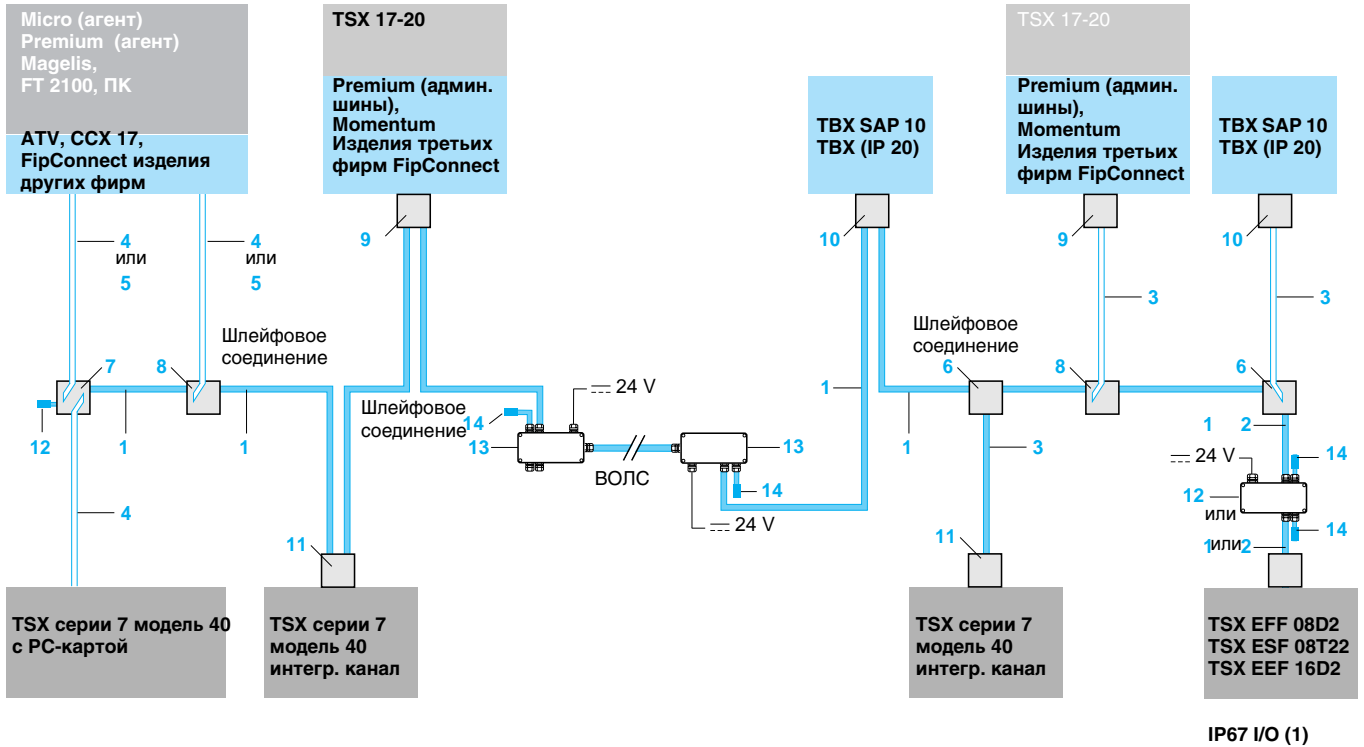 Micro (агент)
Premium (агент)
Magelis,
FT 2100, ПК
ATV, CCX 17,
FipConnect изделия
других фирм
TSX 17-20
Premium (админ.
шины),
Momentum
Изделия третьих
фирм FipConnect
TBX SAP 10
TBX (IP 20)
TSX 17-20
Premium (админ.
шины),
Momentum
Изделия третьих
фирм FipConnect
TBX SAP 10
TBX (IP 20)
4
или
5
4
или
5
9
10
9
10
3
3
Шлейфовое
соединение
7
8
12
1
1
4
Шлейфовое
соединение
14
13
24 V
ВОЛС
13
14
24 V
1
Шлейфовое
соединение
6
8
6
1
3
1
2
24 V
14
12
или
14
1
или
2
11
11
TSX серии 7 модель 40
с PC-картой
TSX серии 7
модель 40
интегр. канал
TSX серии 7
модель 40
интегр. канал
TSX EFF 08D2
TSX ESF 08T22
TSX EEF 16D2
IP67 I/O (1)